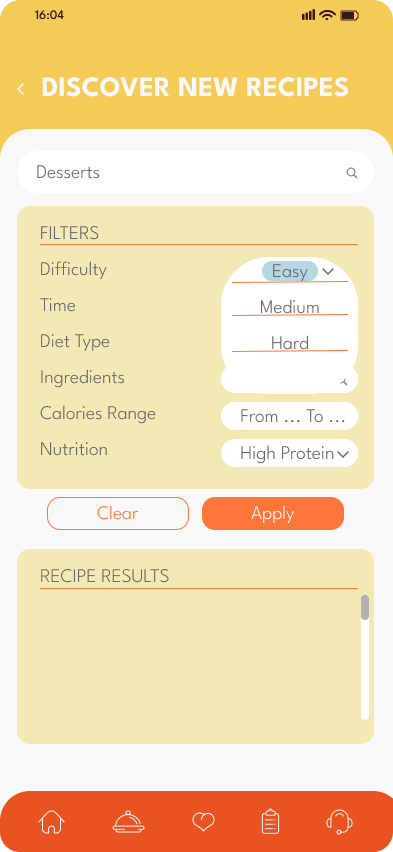 16:04
DISCOVER NEW RECIPES
Desserts
FILTERS
Difficulty
Easy
Time
Medium
Diet Type
Hard
Ingredients
Calories Range
From ... To ...
Nutrition
High Protein
Clear
Apply
RECIPE RESULTS